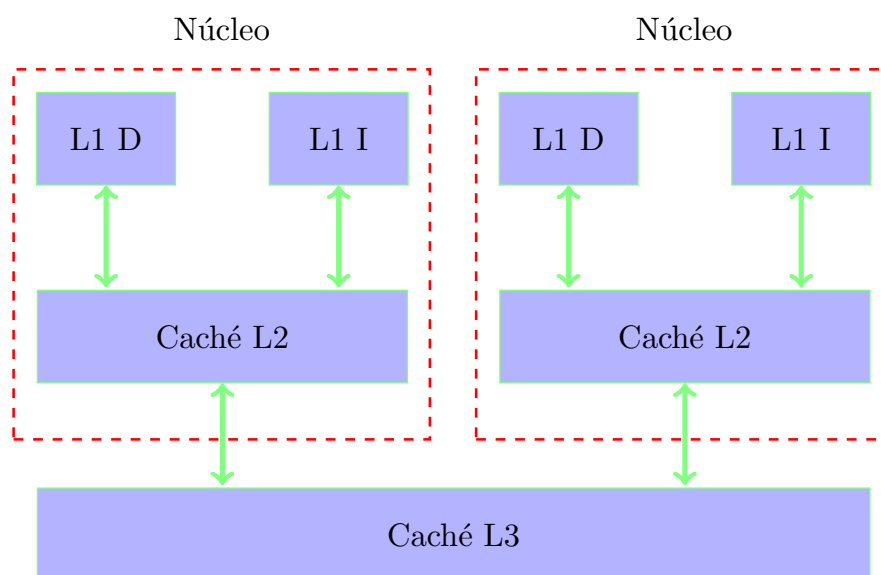 Núcleo Núcleo
L1 D L1 I L1 D L1 I
Caché L2 Caché L2
Caché L3